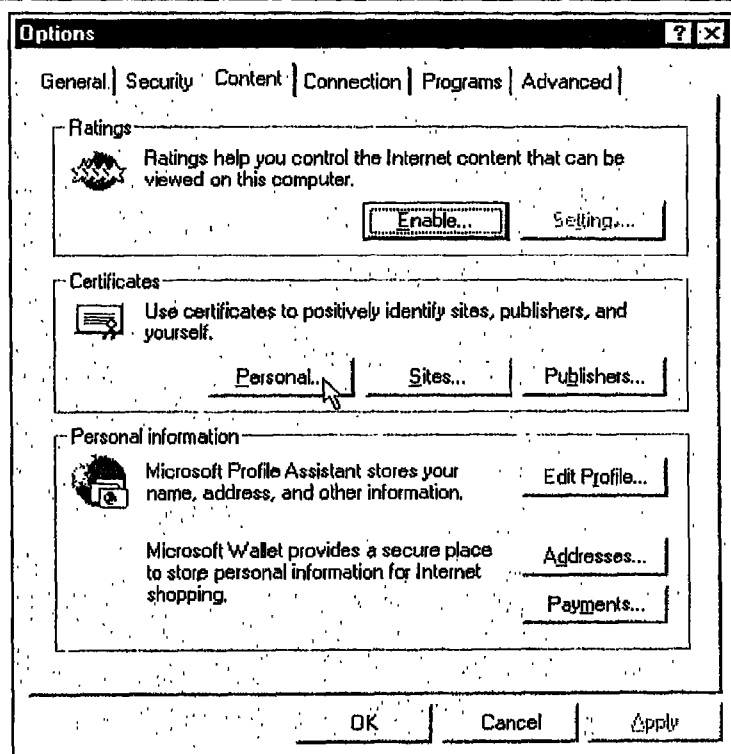 Options
General Security Content Connection Programs Advanced
Ratings
Ratings help you control the Internet content that can be
viewed on this computer.
Enable... Settings...
Certificates
Use certificates to positively identify sites, publishers, and
yourself.
Personal... Sites... Publishers...
Personal information
Microsoft Profile Assistant stores your
name, address, and other information.
Edit Profile...
Microsoft Wallet provides a secure place
to store personal information for Internet
shopping.
Addresses...
Payments...
OK Cancel Apply